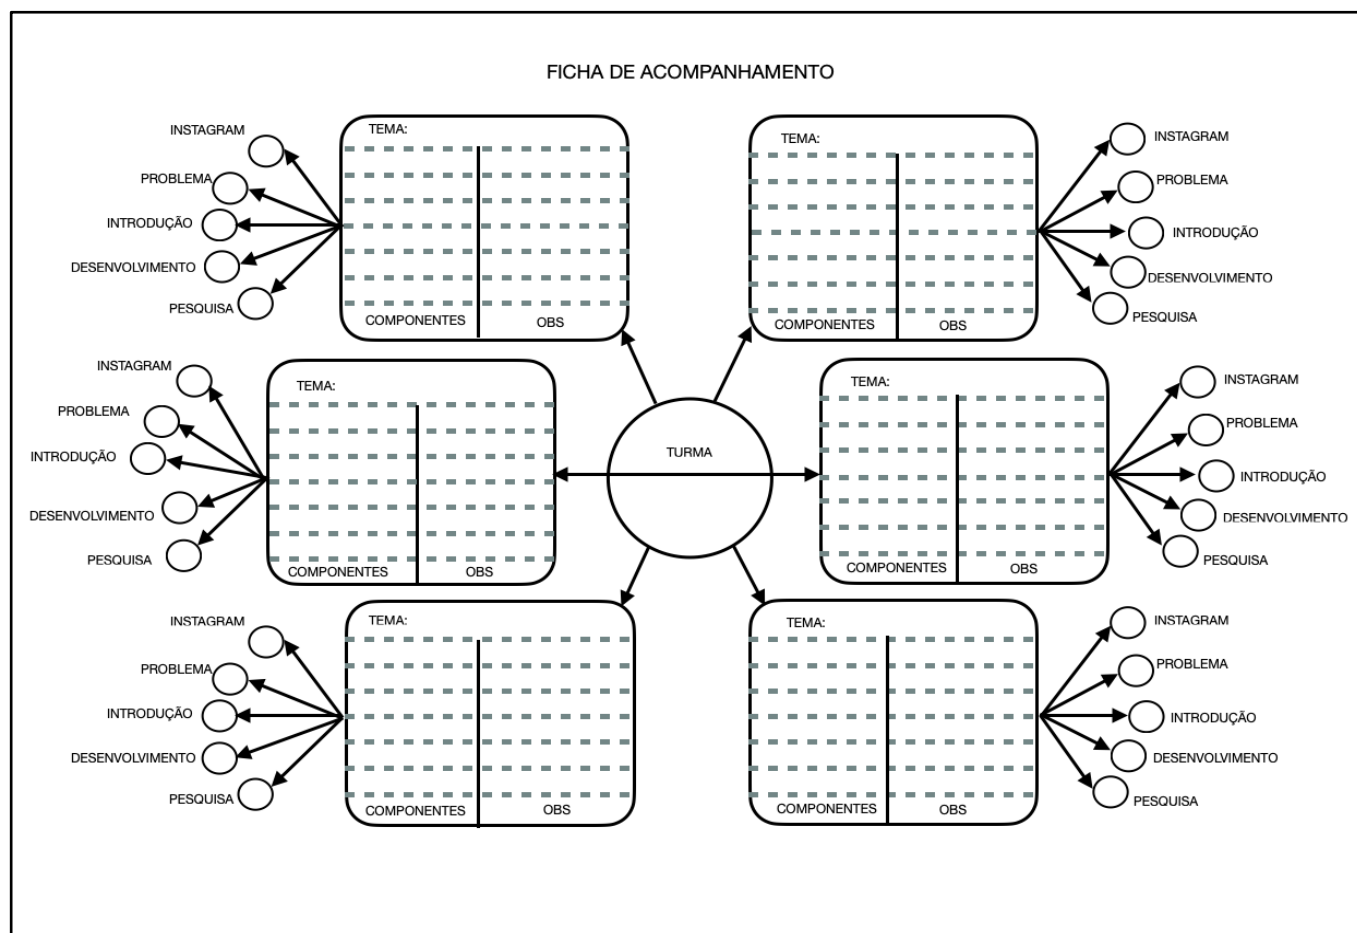 FICHA DE ACOMPANHAMENTO
INSTAGRAM
PROBLEMA
INTRODUÇÃO
DESENVOLVIMENTO
PESQUISA
TEMA:
COMPONENTES
OBS
TEMA:
COMPONENTES
OBS
INSTAGRAM
PROBLEMA
INTRODUÇÃO
DESENVOLVIMENTO
PESQUISA
INSTAGRAM
PROBLEMA
INTRODUÇÃO
DESENVOLVIMENTO
PESQUISA
TEMA:
COMPONENTES
OBS
TURMA
TEMA:
COMPONENTES
OBS
INSTAGRAM
PROBLEMA
INTRODUÇÃO
DESENVOLVIMENTO
PESQUISA
INSTAGRAM
PROBLEMA
INTRODUÇÃO
DESENVOLVIMENTO
PESQUISA
TEMA:
COMPONENTES
OBS
TEMA:
COMPONENTES
OBS
INSTAGRAM
PROBLEMA
INTRODUÇÃO
DESENVOLVIMENTO
PESQUISA